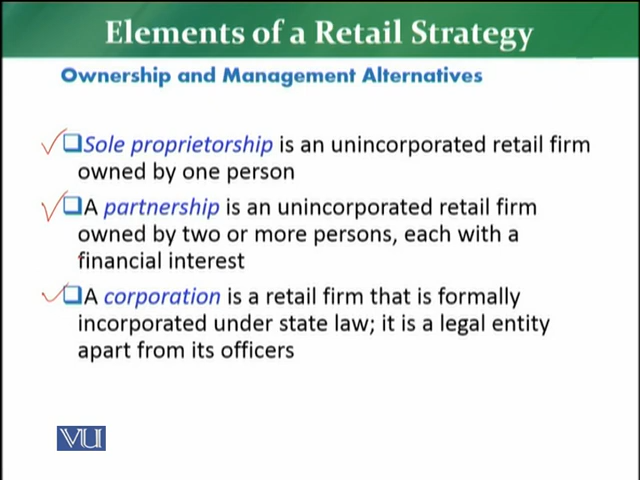 Elements of a Retail Strategy
Ownership and Management Alternatives
Sole proprietorship is an unincorporated retail firm
owned by one person
A partnership is an unincorporated retail firm
owned by two or more persons, each with a
financial interest
A corporation is a retail firm that is formally
incorporated under state law; it is a legal entity
apart from its officers
VU